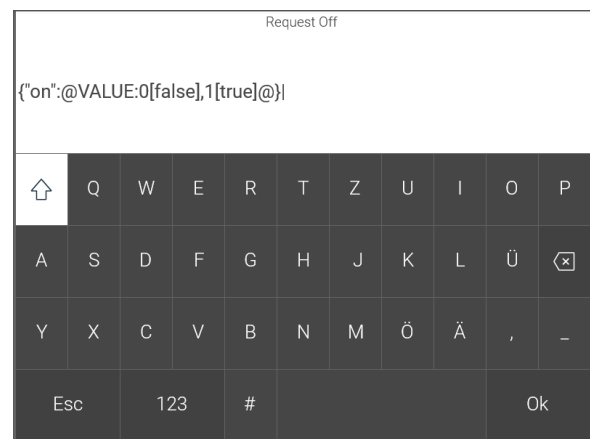 Request Off
{"on":@VALUE:0[false],1[true]@}
Q W E R T Z U I O P
A S D F G H J K L Ü
Y X C V B N M Ö Ä , _
Esc 123 # Ok